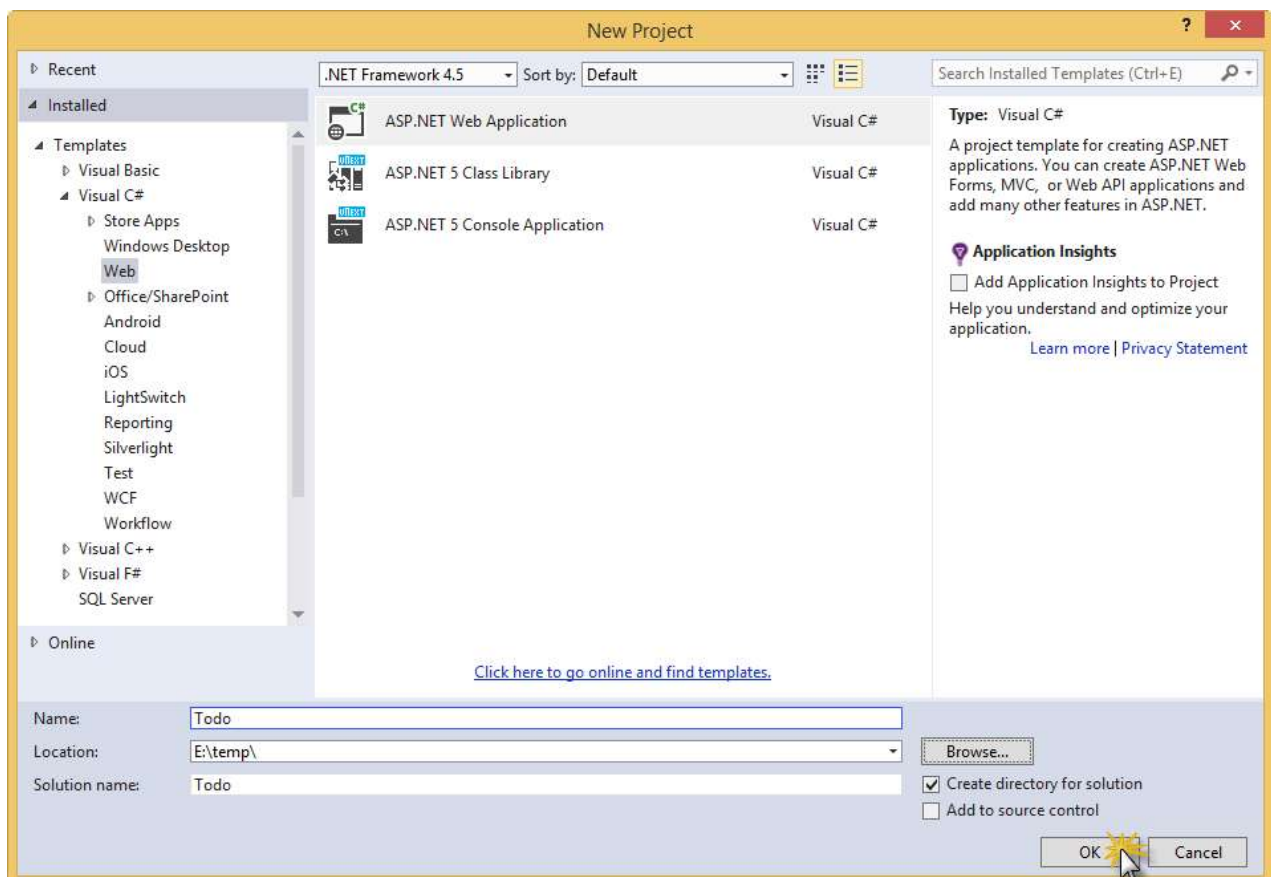 New Project
?
Recent
.NET Framework 4.5
Sort by: Default
Search Installed Templates (Ctrl+E)
Installed
Templates
Visual Basic
Visual C#
Store Apps
Windows Desktop
Web
Office/SharePoint
Android
Cloud
iOS
LightSwitch
Reporting
Silverlight
Test
WCF
Workflow
Visual C++
Visual F#
SQL Server
Online
C#
ASP.NET Web Application Visual C#
ASP.NET 5 Class Library Visual C#
C:\
ASP.NET 5 Console Application Visual C#
Click here to go online and find templates.
Type: Visual C#
A project template for creating ASP.NET
applications. You can create ASP.NET Web
Forms, MVC, or Web API applications and
add many other features in ASP.NET.
Application Insights
Add Application Insights to Project
Help you understand and optimize your
application.
Learn more | Privacy Statement
Name: Todo
Location: E:\temp\
Browse...
Solution name: Todo
Create directory for solution
Add to source control
OK
Cancel